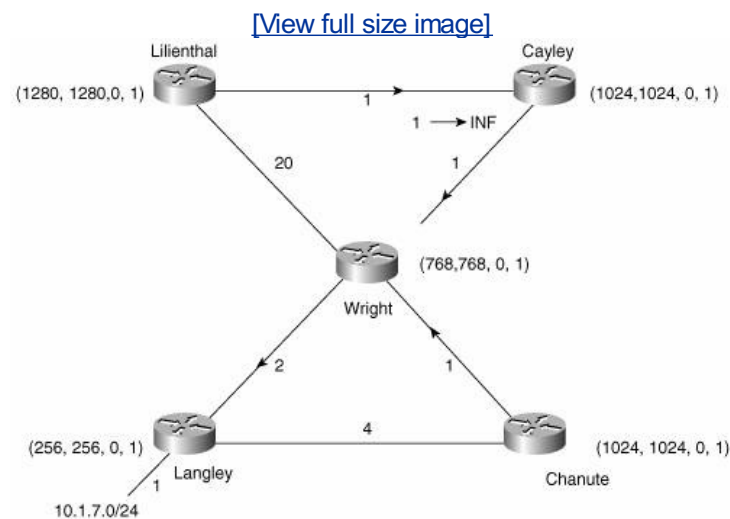 [View full size image]
Lilienthal
Cayley
(1280, 1280,0, 1)
(1024,1024, 0, 1)
1
1 → INF
20
1
(768,768, 0, 1)
Wright
2
1
4
(256, 256, 0, 1)
(1024, 1024, 0, 1)
Langley
Chanute
1
10.1.7.0/24